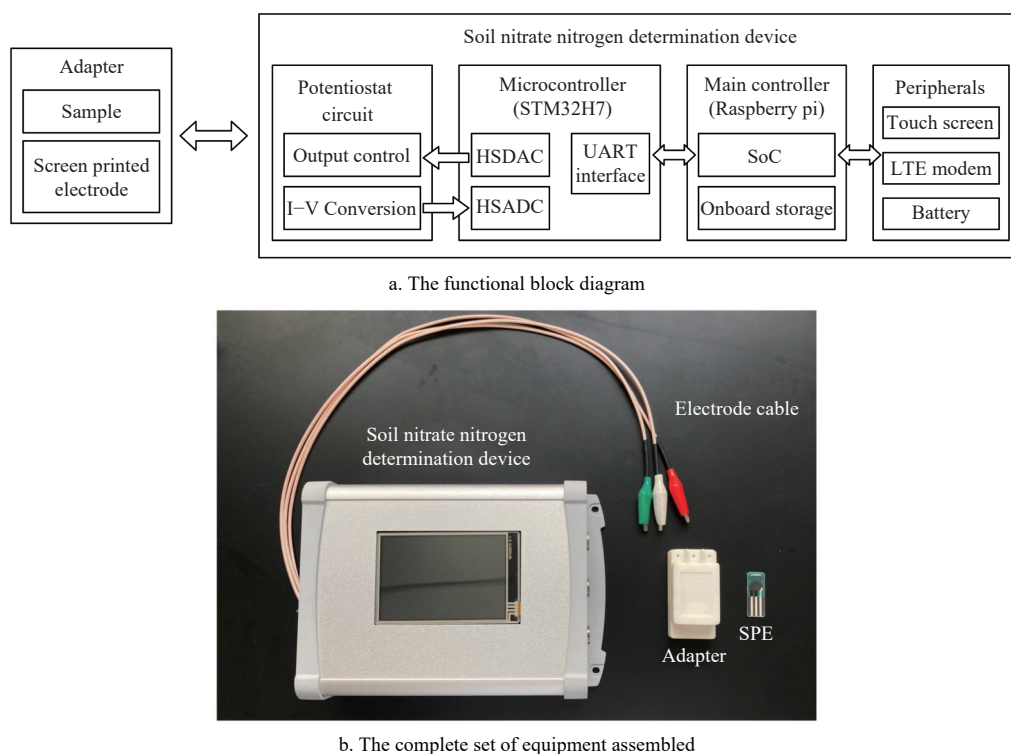 Soil nitrate nitrogen determination device
Adapter
Sample
Screen printed
electrode
Potentiostat
circuit
Output control
I−V Conversion
Microcontroller
(STM32H7)
HSDAC
HSADC
UART
interface
Main controller
(Raspberry pi)
SoC
Onboard storage
Peripherals
Touch screen
LTE modem
Battery
a. The functional block diagram
Electrode cable
Soil nitrate nitrogen
determination device
SPE
Adapter
b. The complete set of equipment assembled